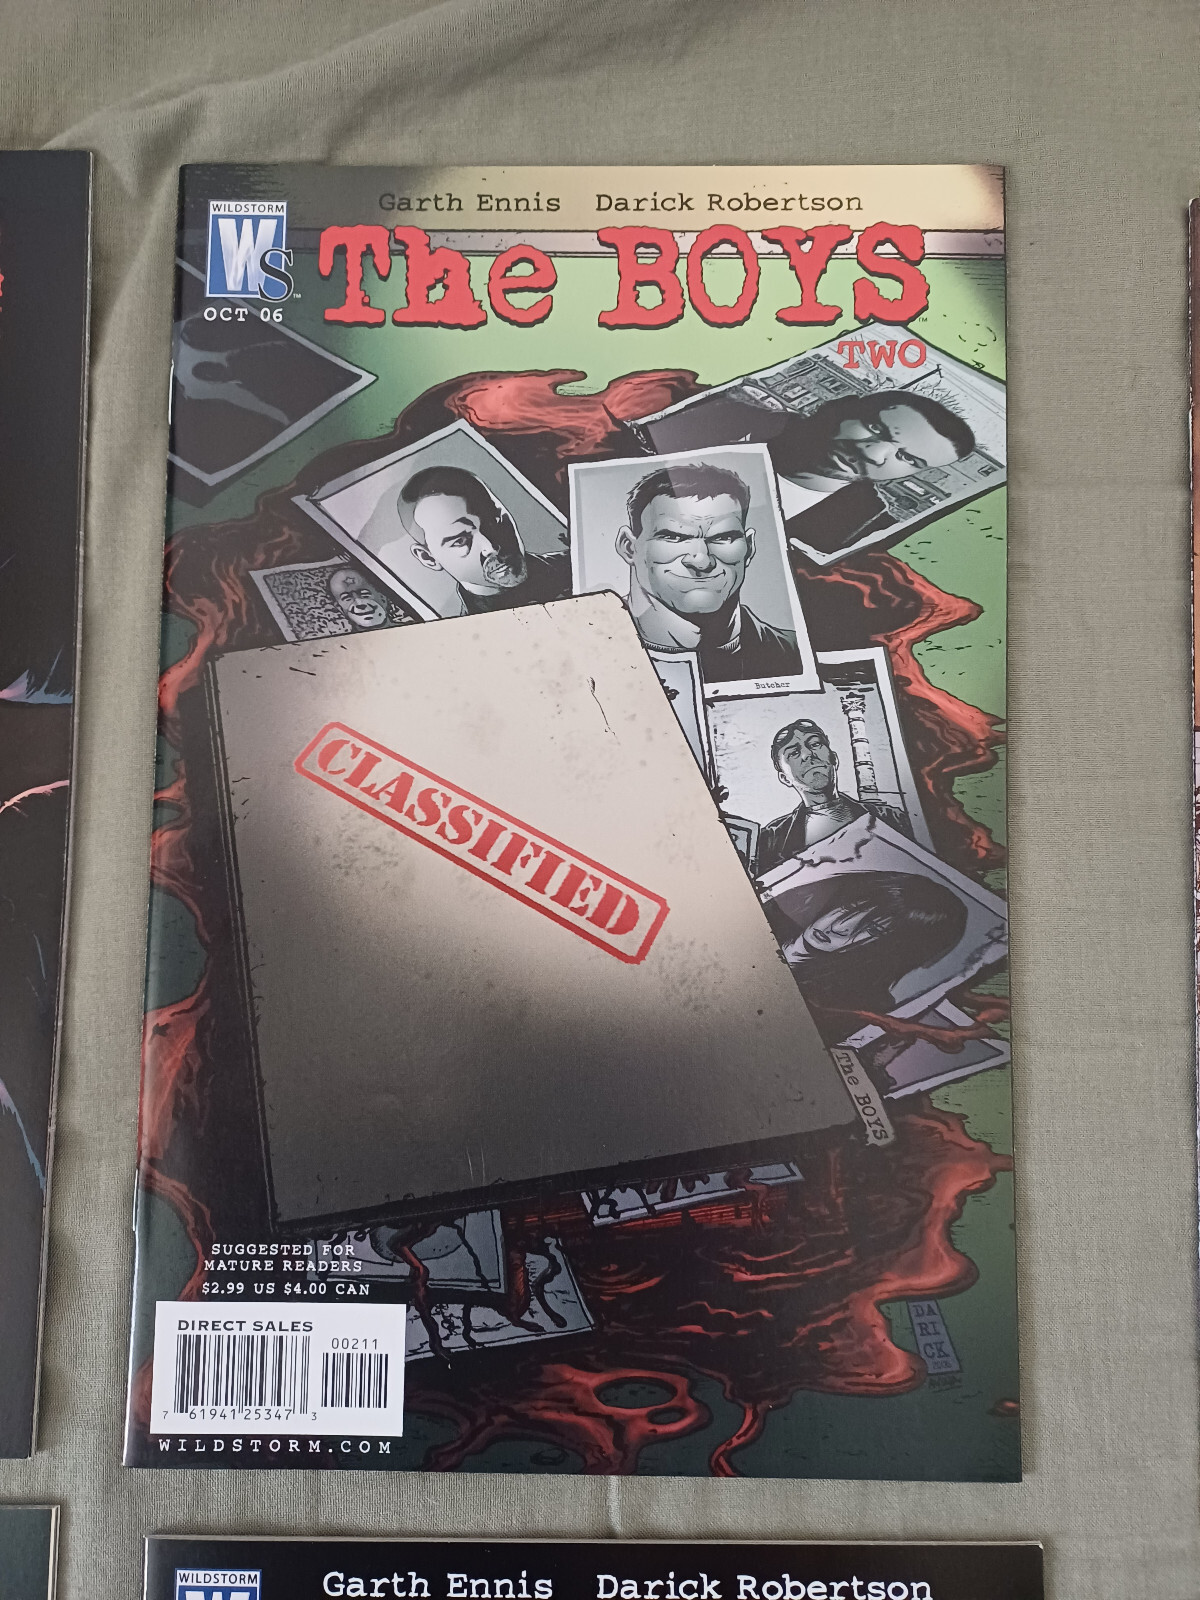 Garth Ennis Darick Robertson
WILDSTORM
WS™
The BOYS™
OCT 06
TWO
Butcher
CLASSIFIED
The BOYS
SUGGESTED FOR
MATURE READERS
$2.99 US $4.00 CAN
DIRECT SALES
00211
7 61941 25347 3
WILDSTORM.COM
DA
RI
CK
WILDSTORM
Garth Ennis Darick Robertson